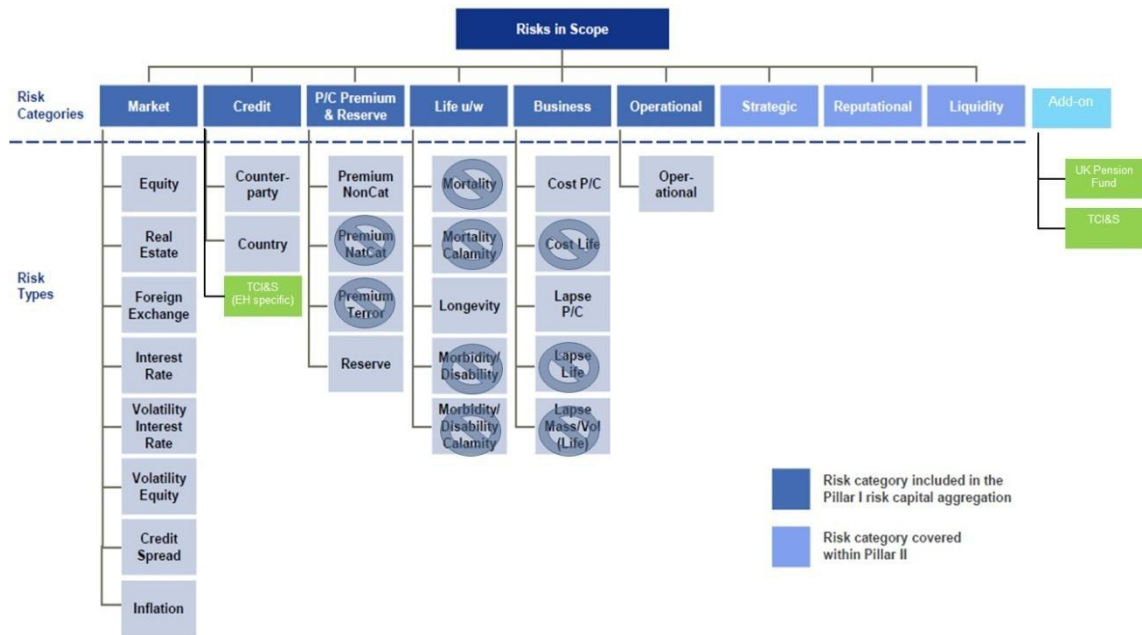 Risks in Scope
Risk
Categories
Market
Credit
P/C Premium
& Reserve
Life u/w
Business
Operational
Strategic
Reputational
Liquidity
Add-on
Risk
Types
Equity
Real
Estate
Foreign
Exchange
Interest
Rate
Volatility
Interest
Rate
Volatility
Equity
Credit
Spread
Inflation
Counter-
party
Country
TCI&S
(EH specific)
Premium
NonCat
Premium
NatCat
Premium
Terror
Reserve
Mortality
Mortality
Calamity
Longevity
Morbidity/
Disability
Morbidity/
Disability
Calamity
Cost P/C
Cost Life
Lapse
P/C
Lapse
Life
Lapse
Mass/Vol
(Life)
Oper-
ational
UK Pension
Fund
TCI&S
Risk category included in the
Pillar I risk capital aggregation
Risk category covered
within Pillar II